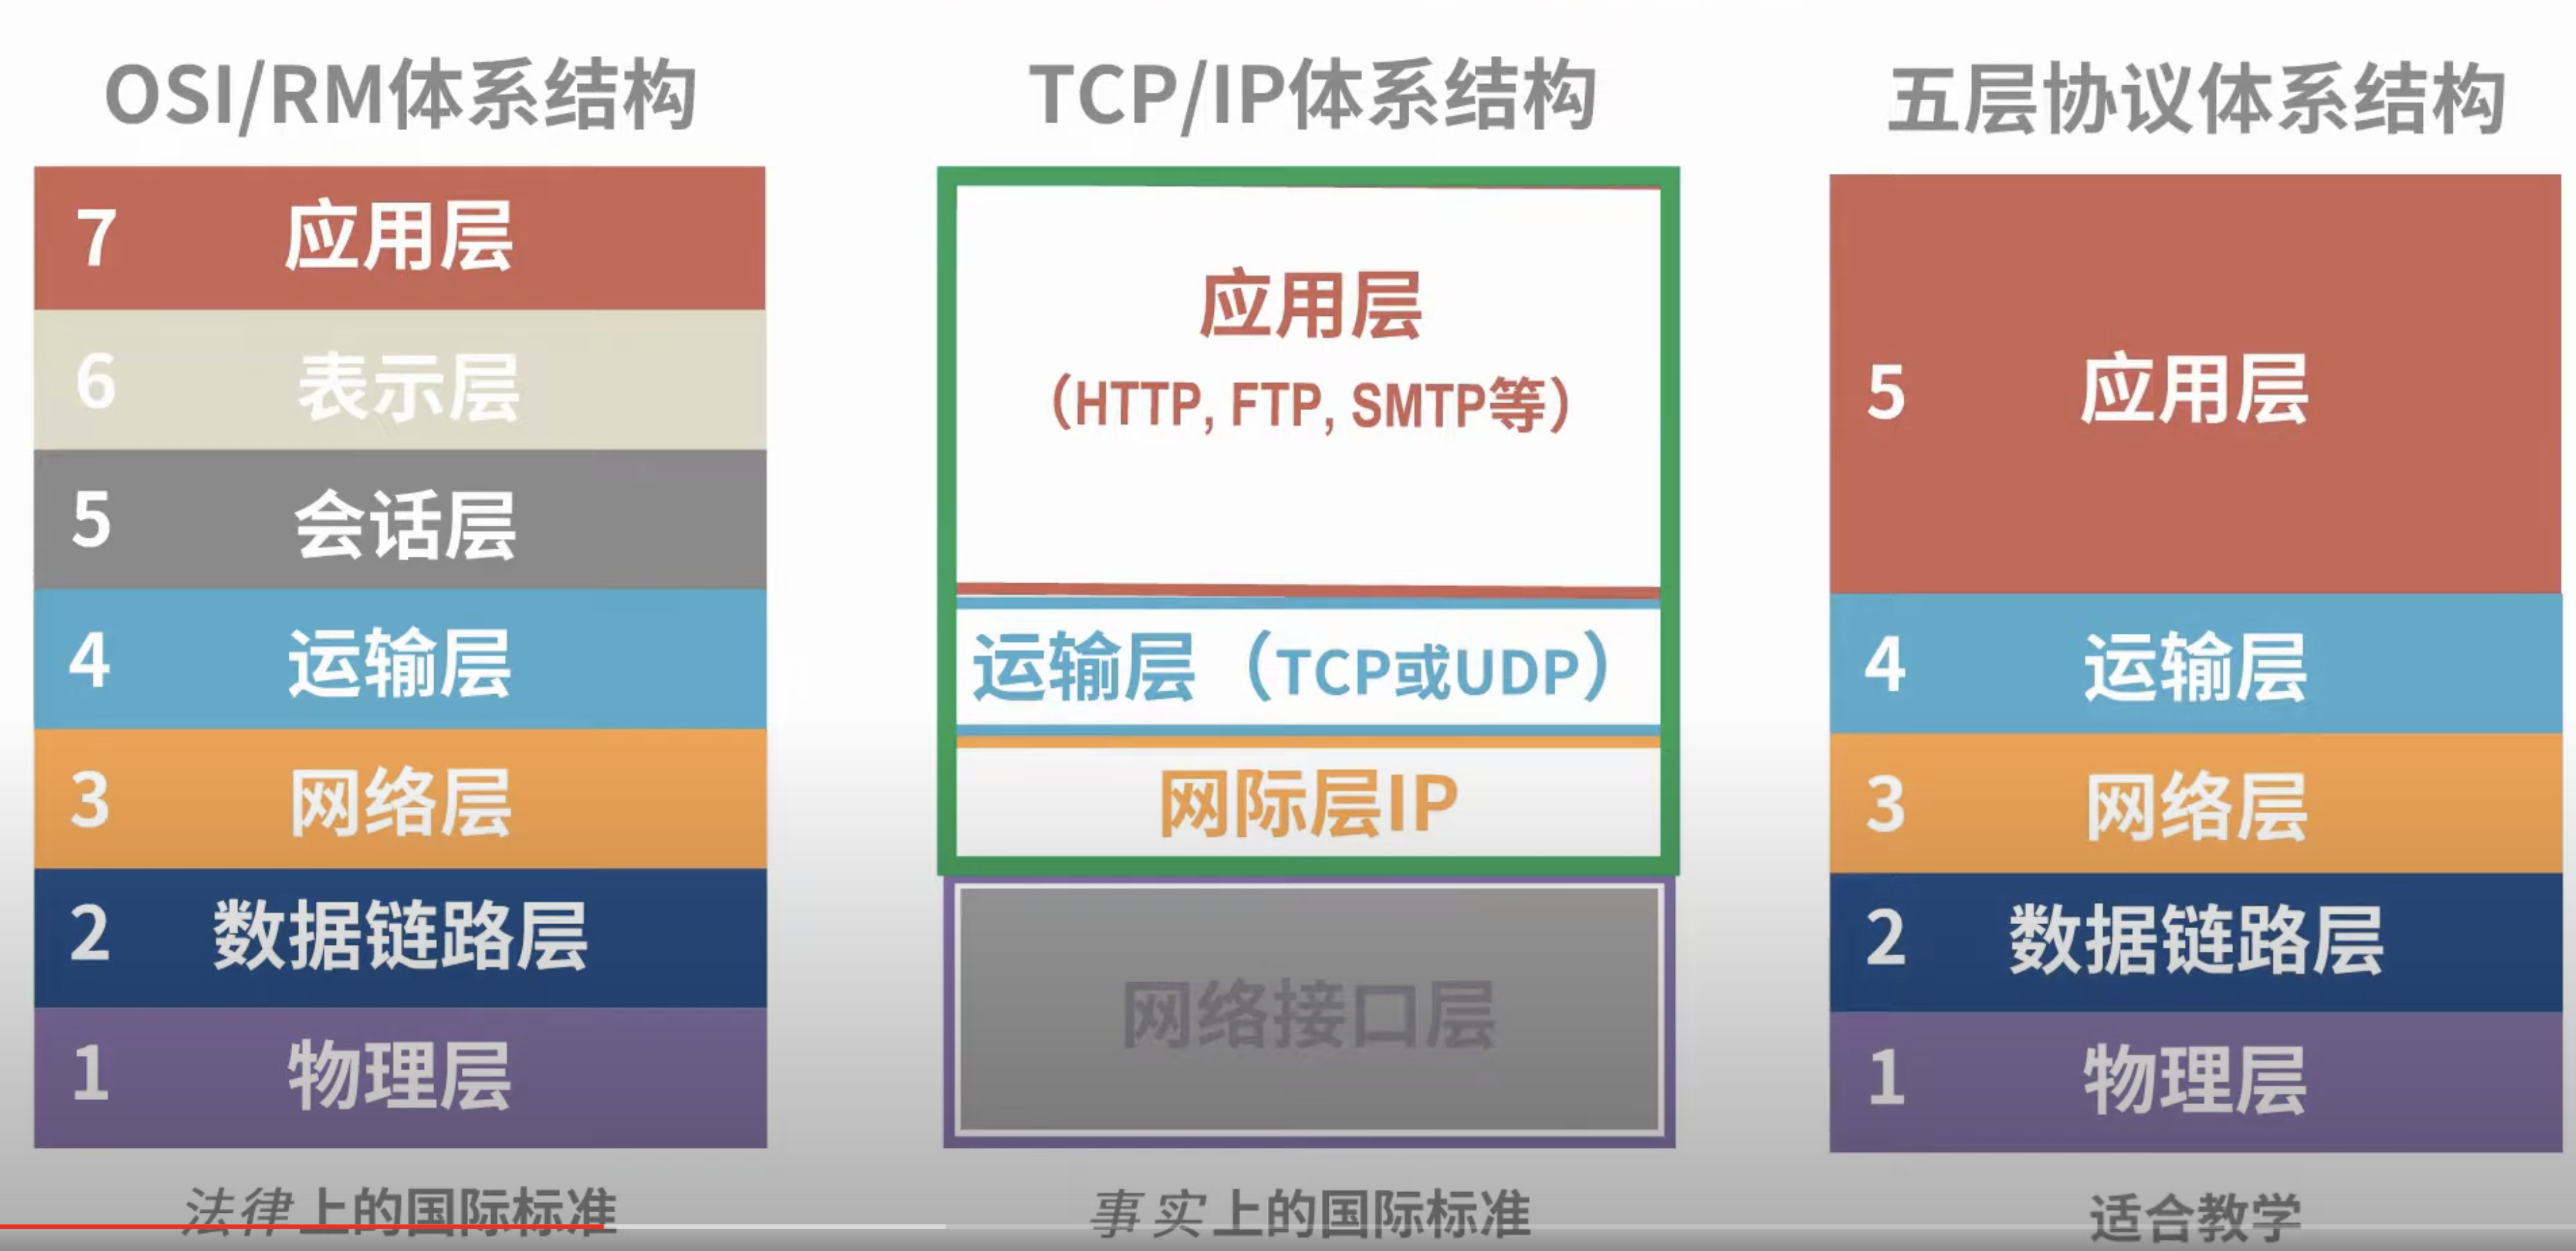 OSI/RM体系结构
7 应用层
6 表示层
5 会话层
4 运输层
3 网络层
2 数据链路层
1 物理层
法律上的国际标准
TCP/IP体系结构
应用层
（HTTP, FTP, SMTP等）
运输层（TCP或UDP）
网际层IP
网络接口层
事实上的国际标准
五层协议体系结构
5 应用层
4 运输层
3 网络层
2 数据链路层
1 物理层
适合教学